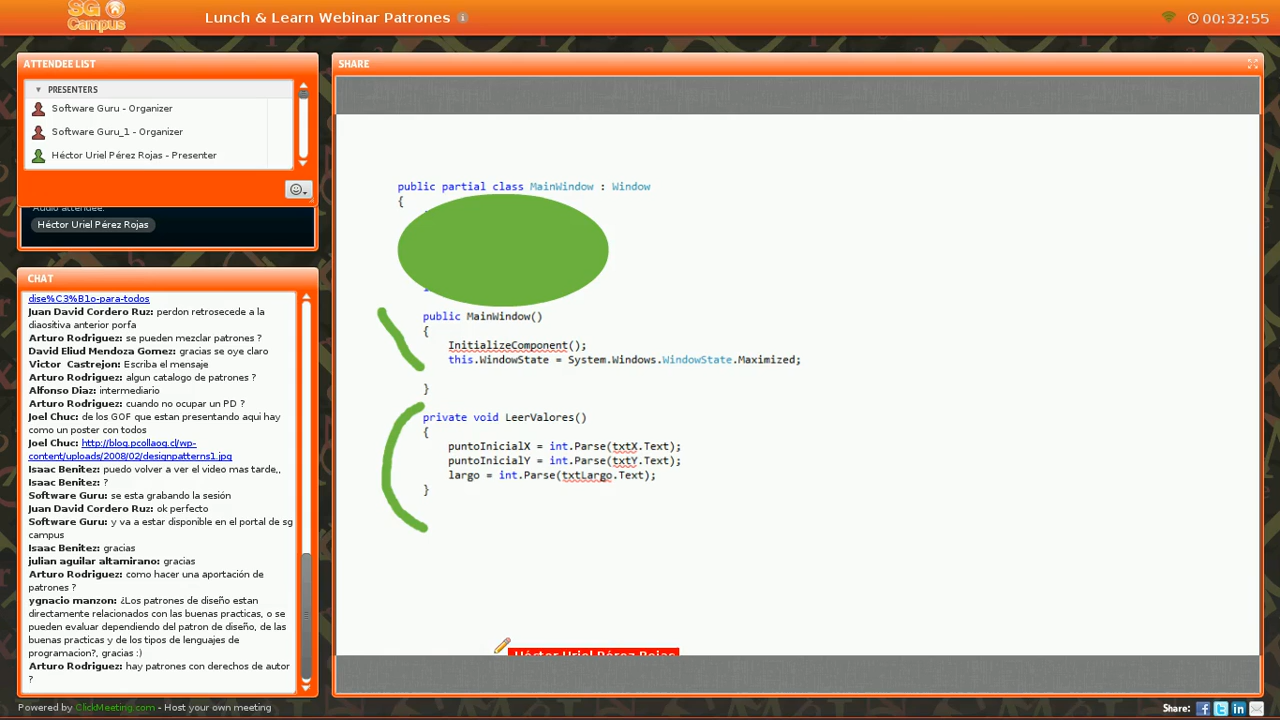 SG Campus
Lunch & Learn Webinar Patrones
00:32:55
ATTENDEE LIST
PRESENTERS
Software Guru - Organizer
Software Guru_1 - Organizer
Héctor Uriel Pérez Rojas - Presenter
Audio attendee:
Héctor Uriel Pérez Rojas
CHAT
dise%C3%B1o-para-todos
Juan David Cordero Ruz: perdon retrosecede a la
diaositiva anterior porfa
Arturo Rodriguez: se pueden mezclar patrones ?
David Eliud Mendoza Gomez: gracias se oye claro
Victor Castrejon: Escriba el mensaje
Arturo Rodriguez: algun catalogo de patrones ?
Alfonso Diaz: intermediario
Arturo Rodriguez: cuando no ocupar un PD ?
Joel Chuc: de los GOF que estan presentando aqui hay
como un poster con todos
Joel Chuc: http://blog.pcollaog.cl/wp-
content/uploads/2008/02/designpatterns1.jpg
Isaac Benitez: puedo volver a ver el video mas tarde,,
Isaac Benitez: ?
Software Guru: se esta grabando la sesión
Juan David Cordero Ruz: ok perfecto
Software Guru: y va a estar disponible en el portal de sg
campus
Isaac Benitez: gracias
julian aguilar altamirano: gracias
Arturo Rodriguez: como hacer una aportación de
patrones ?
ygnacio manzon: ¿Los patrones de diseño estan
directamente relacionados con las buenas practicas, o se
pueden evaluar dependiendo del patron de diseño, de las
buenas practicas y de los tipos de lenguajes de
programacion?, gracias :)
Arturo Rodriguez: hay patrones con derechos de autor
?
SHARE
public partial class MainWindow : Window
{
public MainWindow()
{
InitializeComponent();
this.WindowState = System.Windows.WindowState.Maximized;
}
private void LeerValores()
{
puntoInicialX = int.Parse(txtX.Text);
puntoInicialY = int.Parse(txtY.Text);
largo = int.Parse(txtLargo.Text);
}
Héctor Uriel Pérez Rojas
Powered by ClickMeeting.com - Host your own meeting
Share: